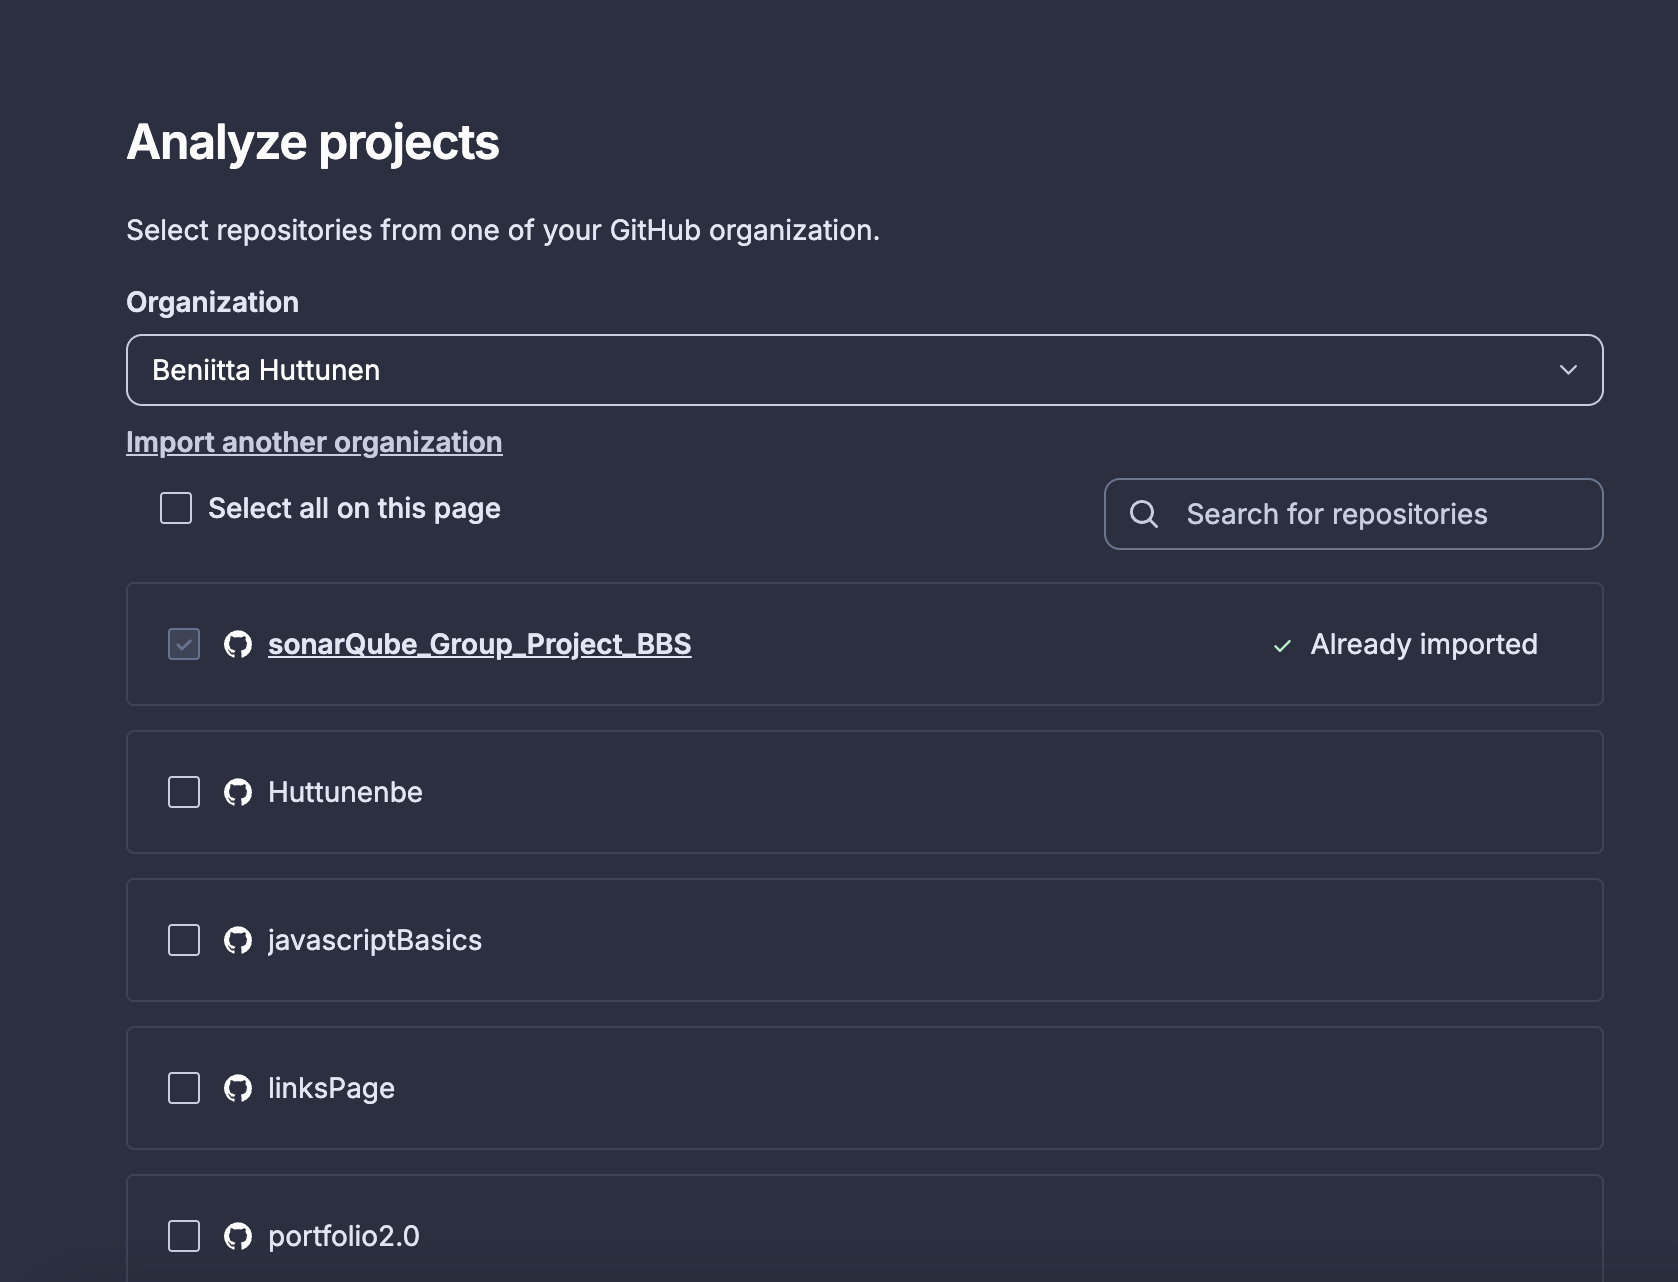 Analyze projects
Select repositories from one of your GitHub organization.
Organization
Beniitta Huttunen
Import another organization
Select all on this page
Search for repositories
sonarQube_Group_Project_BBS
Already imported
Huttunenbe
javascriptBasics
linksPage
portfolio2.0